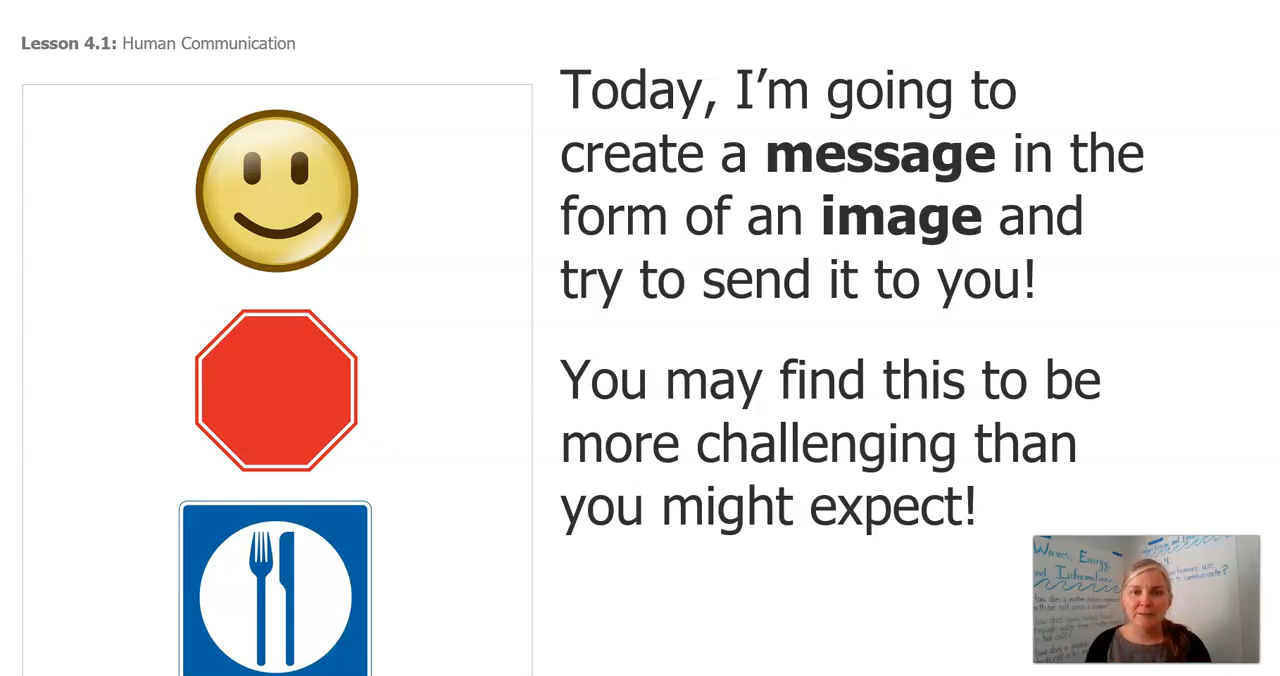 Lesson 4.1: Human Communication
Today, I’m going to
create a message in the
form of an image and
try to send it to you!
You may find this to be
more challenging than
you might expect!
Waves, Energy,
and Information